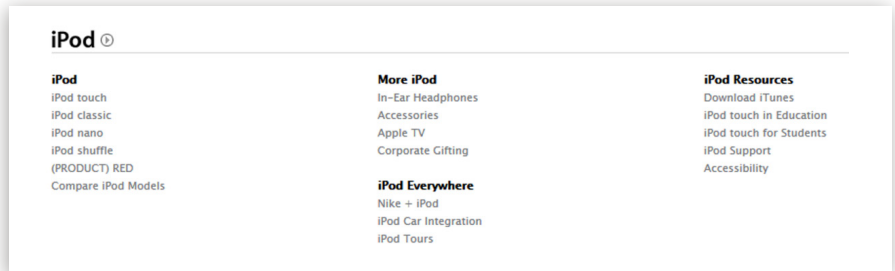 iPod
iPod
iPod touch
iPod classic
iPod nano
iPod shuffle
(PRODUCT) RED
Compare iPod Models
More iPod
In-Ear Headphones
Accessories
Apple TV
Corporate Gifting
iPod Everywhere
Nike + iPod
iPod Car Integration
iPod Tours
iPod Resources
Download iTunes
iPod touch in Education
iPod touch for Students
iPod Support
Accessibility